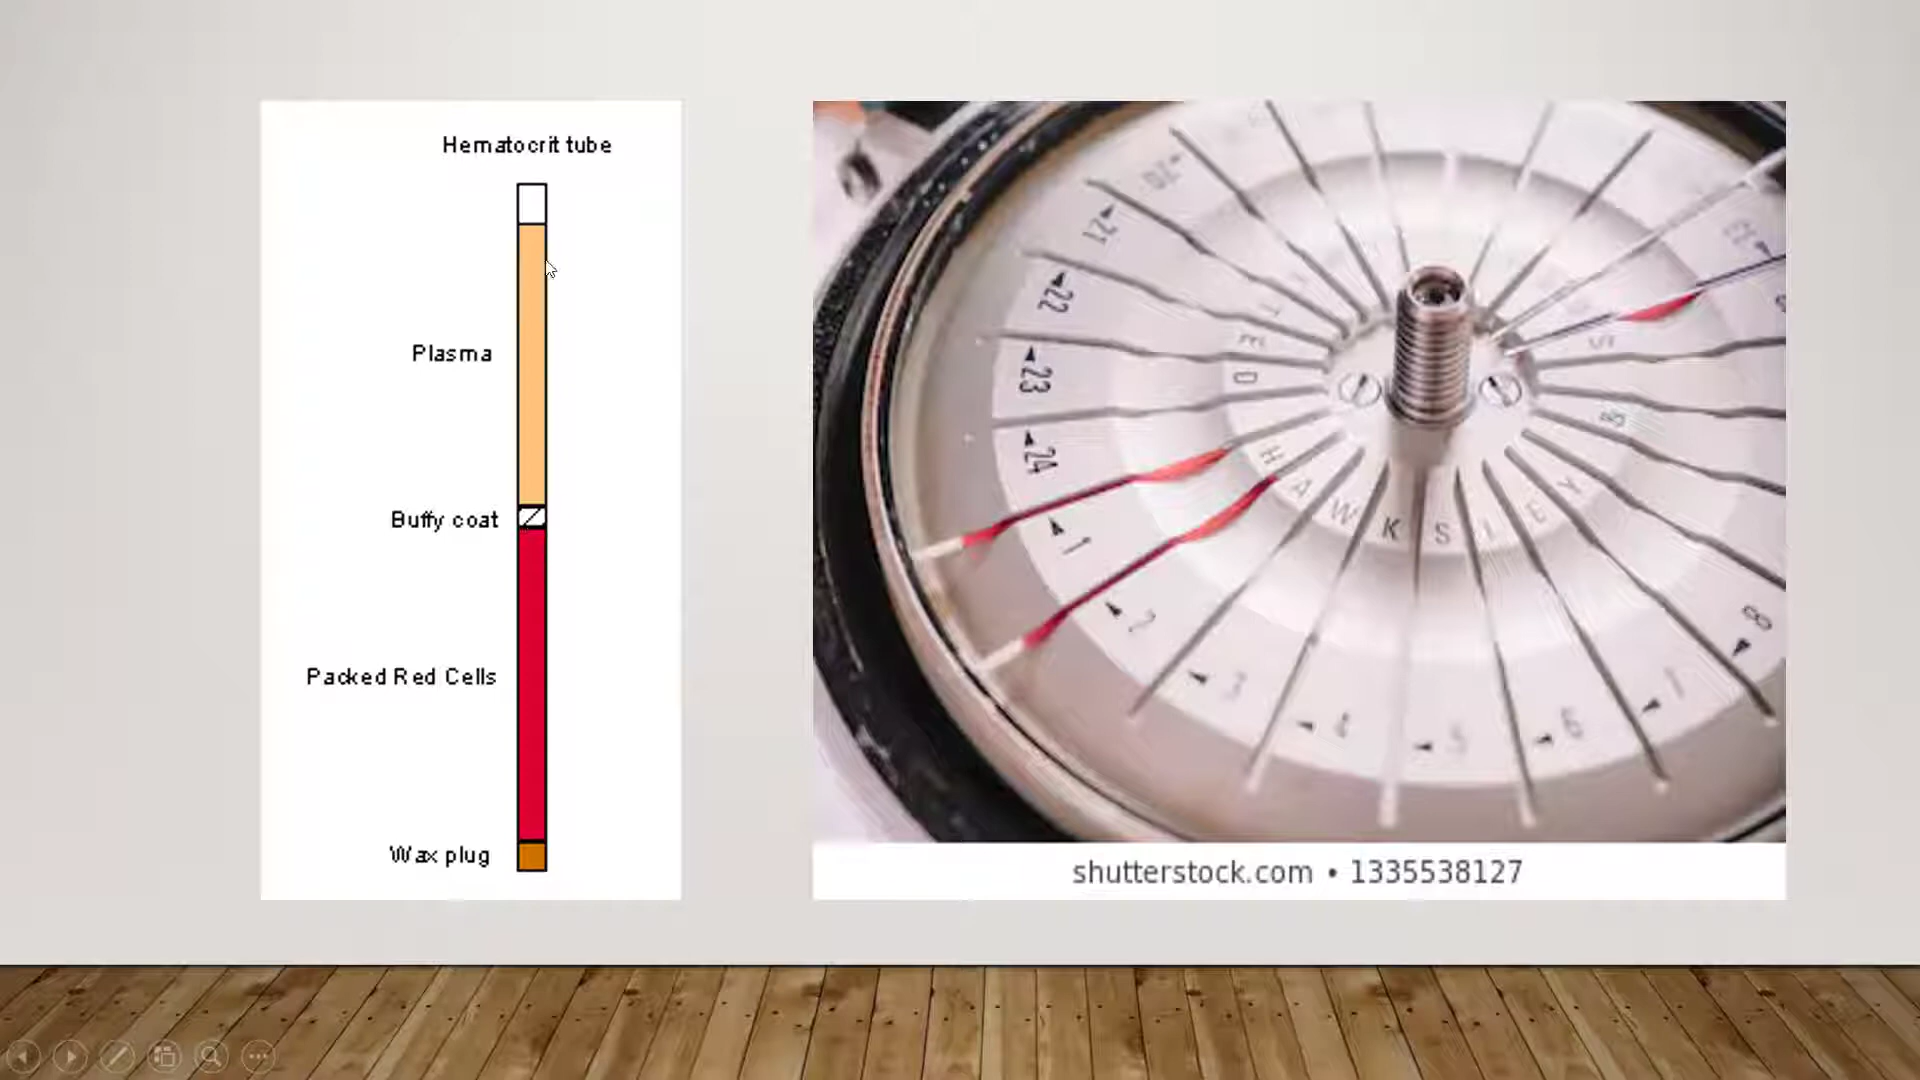 Hematocrit tube
Plasma
Buffy coat
Packed Red Cells
Wax plug
21
22
23
24
1
2
3
4
5
6
7
8
D
E
H A W K S L E Y
shutterstock.com • 1335538127